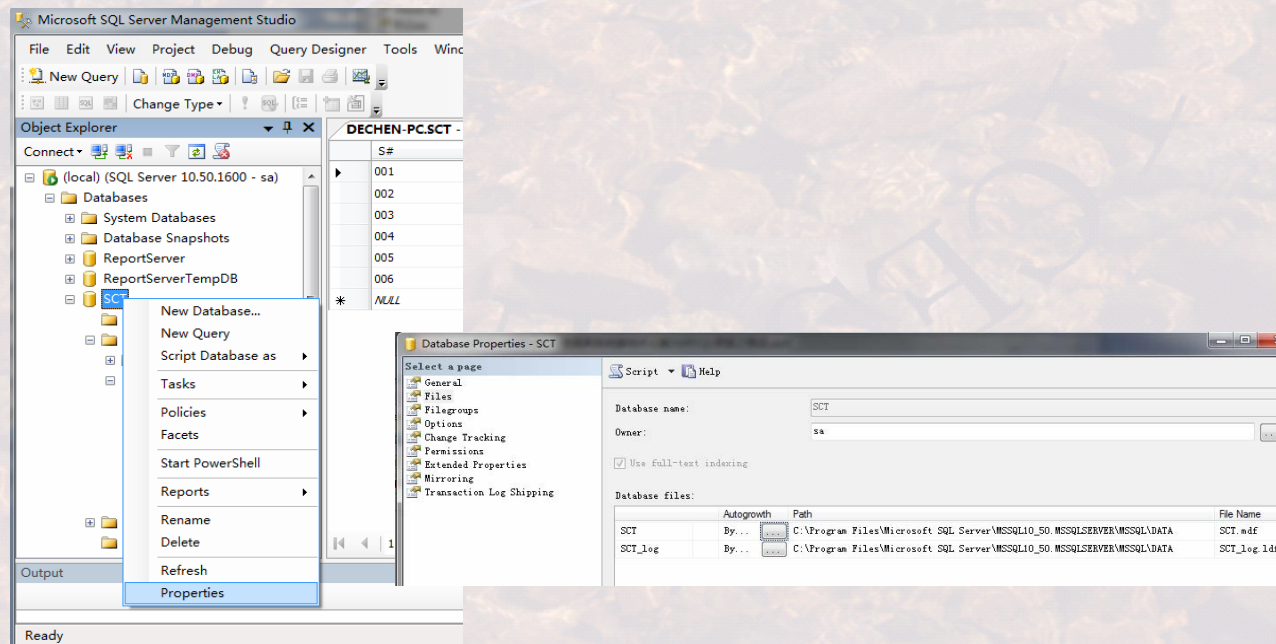 Microsoft SQL Server Management Studio
File Edit View Project Debug Query Designer Tools Winc
New Query
Change Type
Object Explorer
Connect
(local) (SQL Server 10.50.1600 - sa)
Databases
System Databases
Database Snapshots
ReportServer
ReportServerTempDB
SCT
New Database...
New Query
Script Database as
Tasks
Policies
Facets
Start PowerShell
Reports
Rename
Delete
Refresh
Properties
Output
Ready
DECHEN-PC.SCT -
S#
001
002
003
004
005
006
NULL
1
Database Properties - SCT
Select a page
General
Files
Filegroups
Options
Change Tracking
Permissions
Extended Properties
Mirroring
Transaction Log Shipping
Script Help
Database name: SCT
Owner: sa
...
Use full-text indexing
Database files:
Autogrowth Path File Name
SCT By... ... C:\Program Files\Microsoft SQL Server\MSSQL10_50.MSSQLSERVER\MSSQL\DATA SCT.mdf
SCT_log By... ... C:\Program Files\Microsoft SQL Server\MSSQL10_50.MSSQLSERVER\MSSQL\DATA SCT_log.ldf